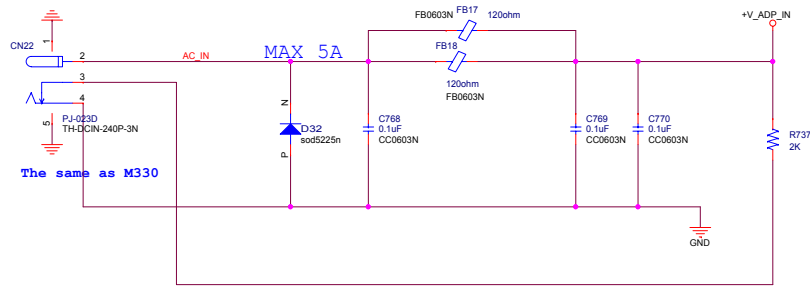 FB17
FB0603N
120ohm
+V_ADP_IN
CN22
1
2
AC_IN
MAX 5A
FB18
120ohm
FB0603N
3
4
PJ-023D
TH-DCIN-240P-3N
5
N
D32
sod5225n
P
C768
0.1uF
CC0603N
C769
0.1uF
CC0603N
C770
0.1uF
CC0603N
R737
2K
The same as M330
GND